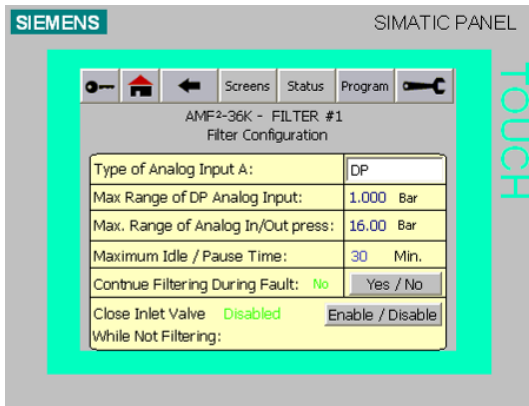 SIEMENS
SIMATIC PANEL
TOUCH
Screens Status Program
AMF²-36K - FILTER #1
Filter Configuration
Type of Analog Input A: DP
Max Range of DP Analog Input: 1.000 Bar
Max. Range of Analog In/Out press: 16.00 Bar
Maximum Idle / Pause Time: 30 Min.
Contnue Filtering During Fault: No Yes / No
Close Inlet Valve Disabled Enable / Disable
While Not Filtering: